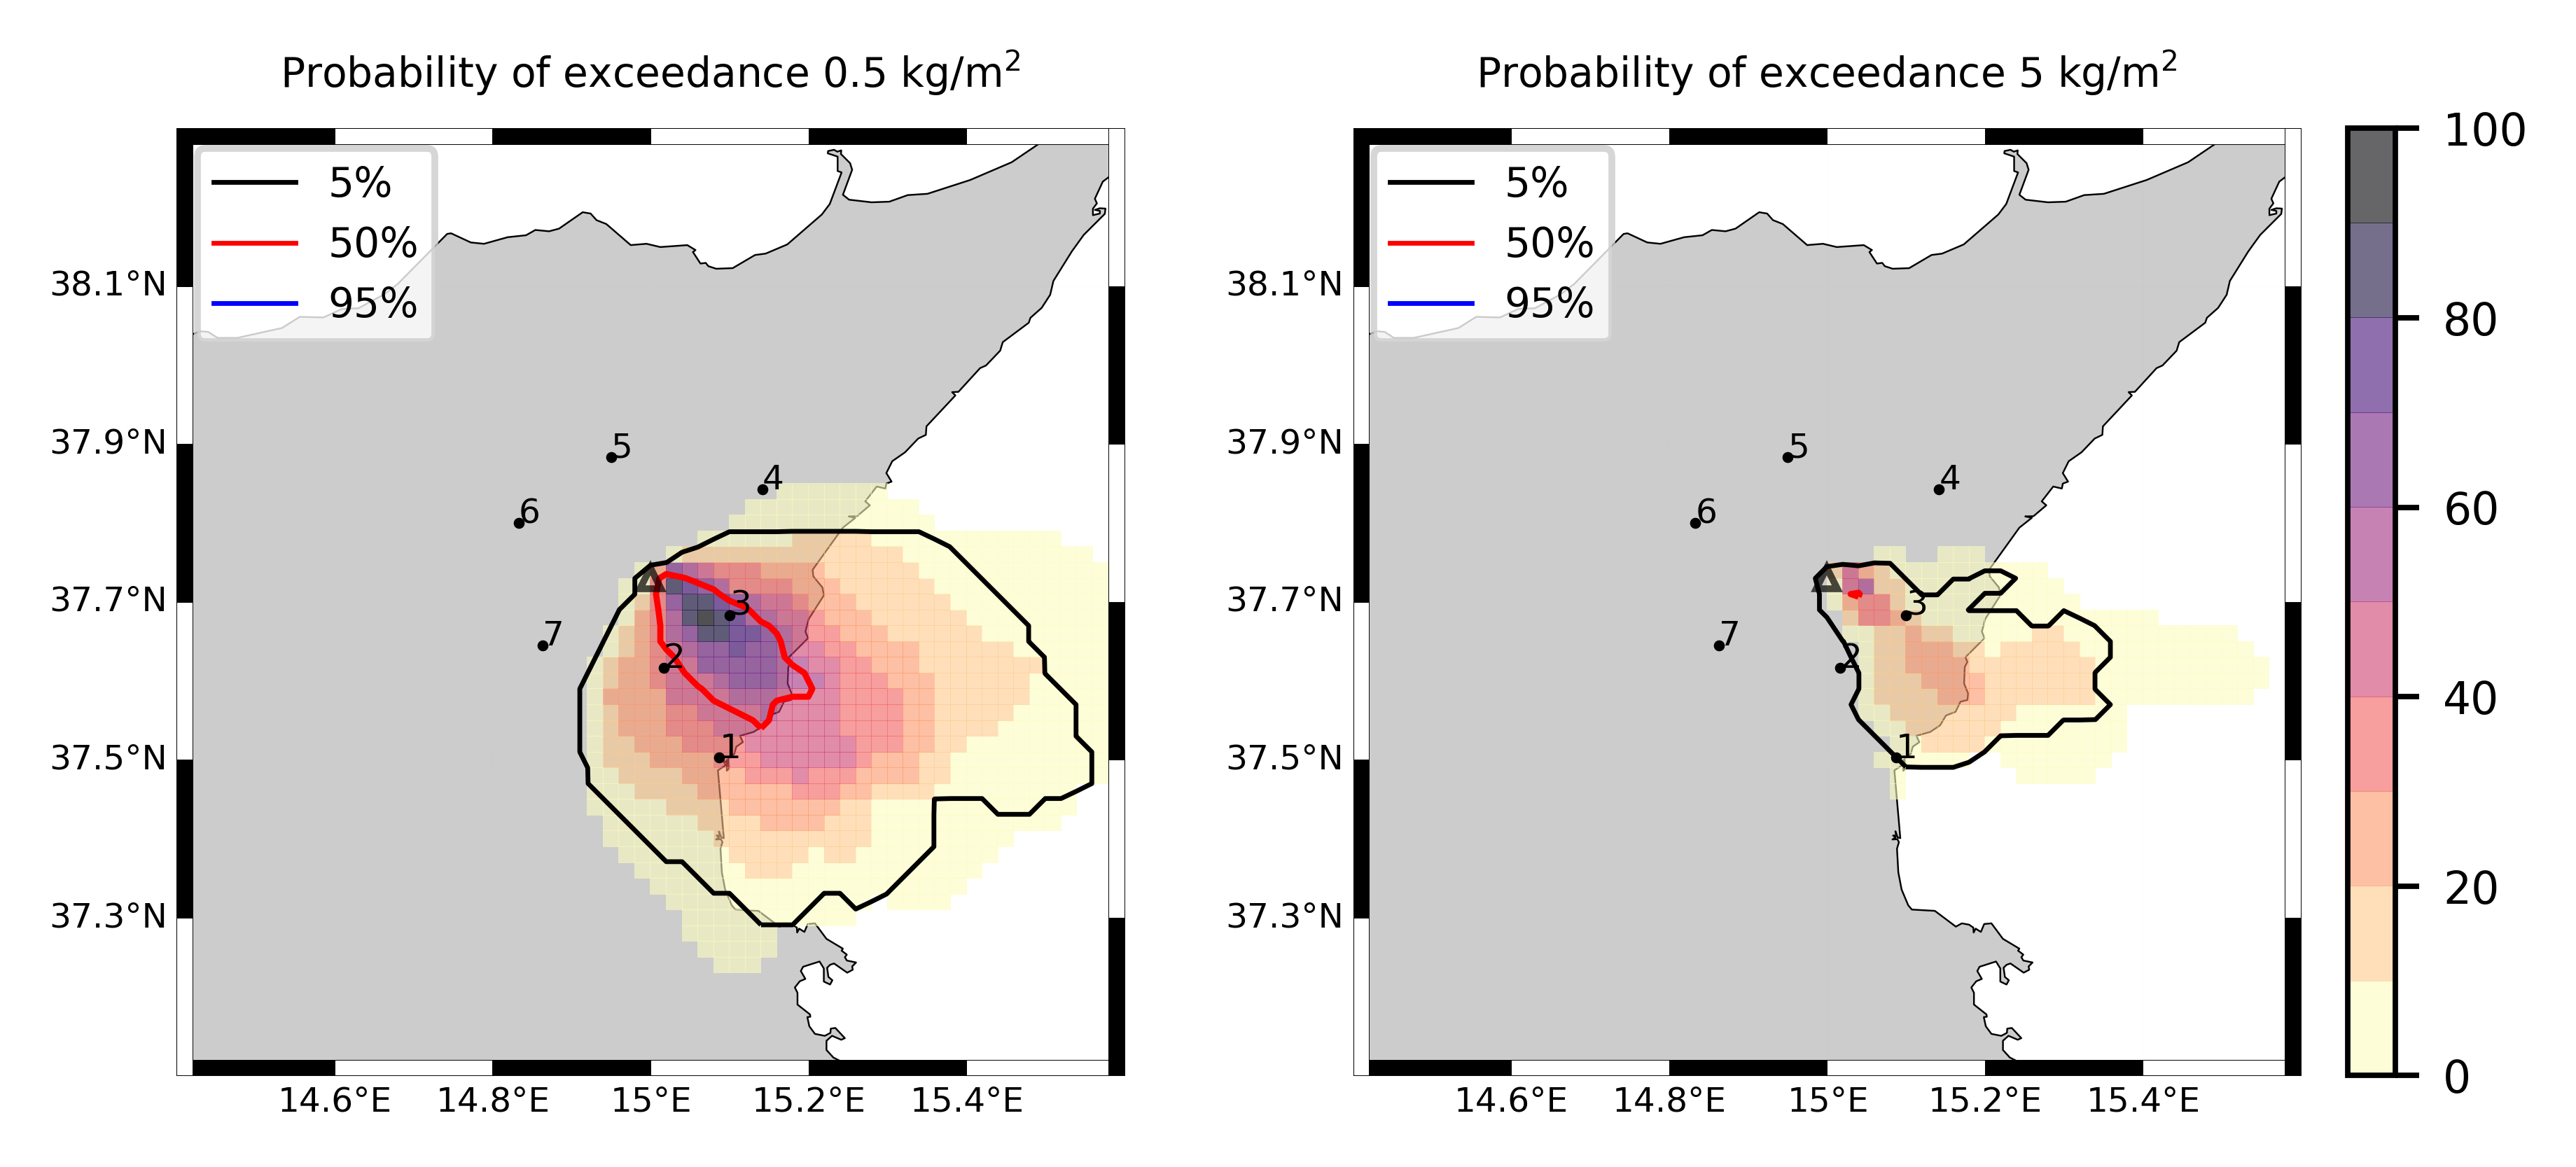 Probability of exceedance 0.5 kg/m²
5%
50%
95%
38.1°N
37.9°N
37.7°N
37.5°N
37.3°N
5
4
6
3
7
2
1
14.6°E 14.8°E 15°E 15.2°E 15.4°E
Probability of exceedance 5 kg/m²
5%
50%
95%
38.1°N
37.9°N
37.7°N
37.5°N
37.3°N
5
4
6
3
7
2
1
14.6°E 14.8°E 15°E 15.2°E 15.4°E
100
80
60
40
20
0